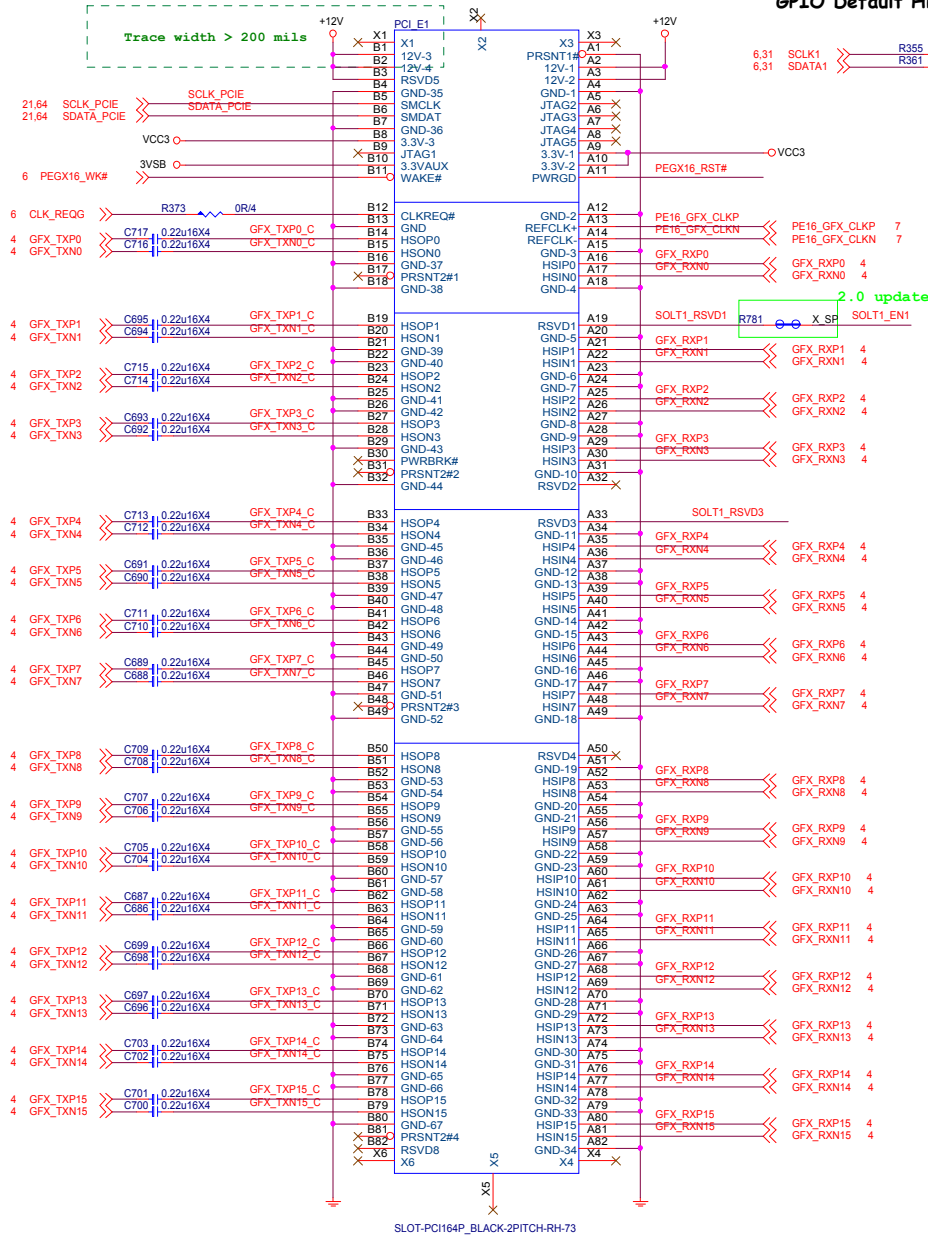 GPIO Default H
Trace width > 200 mils
+12V
X2
+12V
PCI_E1
X2
X1 X1 X3 X3
B1 12V-3 PRSNT1# A1
B2 12V-4 12V-1 A2
B3 RSVD5 12V-2 A3
B4 GND-35 GND-1 A4
6,31 SCLK1 R355
6,31 SDATA1 R361
21,64 SCLK_PCIE SCLK_PCIE B5 SMCLK JTAG2 A5
21,64 SDATA_PCIE SDATA_PCIE B6 SMDAT JTAG3 A6
B7 GND-36 JTAG4 A7
VCC3 B8 3.3V-3 JTAG5 A8
B9 JTAG1 3.3V-1 A9 VCC3
3VSB B10 3.3VAUX 3.3V-2 A10
6 PEGX16_WK# B11 WAKE# PWRGD A11 PEGX16_RST#
6 CLK_REQG R373 0R/4 B12 CLKREQ# GND-2 A12
B13 GND REFCLK+ A13 PE16_GFX_CLKP PE16_GFX_CLKP 7
4 GFX_TXP0 C717 0.22u16X4 GFX_TXP0_C B14 HSOP0 REFCLK- A14 PE16_GFX_CLKN PE16_GFX_CLKN 7
4 GFX_TXN0 C716 0.22u16X4 GFX_TXN0_C B15 HSON0 GND-3 A15
B16 GND-37 HSIP0 A16 GFX_RXP0 GFX_RXP0 4
B17 PRSNT2#1 HSIN0 A17 GFX_RXN0 GFX_RXN0 4
B18 GND-38 GND-4 A18
2.0 update
4 GFX_TXP1 C695 0.22u16X4 GFX_TXP1_C B19 HSOP1 RSVD1 A19 SOLT1_RSVD1 R781 X_SP SOLT1_EN1
4 GFX_TXN1 C694 0.22u16X4 GFX_TXN1_C B20 HSON1 GND-5 A20
B21 GND-39 HSIP1 A21 GFX_RXP1 GFX_RXP1 4
B22 GND-40 HSIN1 A22 GFX_RXN1 GFX_RXN1 4
4 GFX_TXP2 C715 0.22u16X4 GFX_TXP2_C B23 HSOP2 GND-6 A23
4 GFX_TXN2 C714 0.22u16X4 GFX_TXN2_C B24 HSON2 GND-7 A24
B25 GND-41 HSIP2 A25 GFX_RXP2 GFX_RXP2 4
B26 GND-42 HSIN2 A26 GFX_RXN2 GFX_RXN2 4
4 GFX_TXP3 C693 0.22u16X4 GFX_TXP3_C B27 HSOP3 GND-8 A27
4 GFX_TXN3 C692 0.22u16X4 GFX_TXN3_C B28 HSON3 GND-9 A28
B29 GND-43 HSIP3 A29 GFX_RXP3 GFX_RXP3 4
B30 PWRBRK# HSIN3 A30 GFX_RXN3 GFX_RXN3 4
B31 PRSNT2#2 GND-10 A31
B32 GND-44 RSVD2 A32
4 GFX_TXP4 C713 0.22u16X4 GFX_TXP4_C B33 HSOP4 RSVD3 A33 SOLT1_RSVD3
4 GFX_TXN4 C712 0.22u16X4 GFX_TXN4_C B34 HSON4 GND-11 A34
B35 GND-45 HSIP4 A35 GFX_RXP4 GFX_RXP4 4
B36 GND-46 HSIN4 A36 GFX_RXN4 GFX_RXN4 4
4 GFX_TXP5 C691 0.22u16X4 GFX_TXP5_C B37 HSOP5 GND-12 A37
4 GFX_TXN5 C690 0.22u16X4 GFX_TXN5_C B38 HSON5 GND-13 A38
B39 GND-47 HSIP5 A39 GFX_RXP5 GFX_RXP5 4
B40 GND-48 HSIN5 A40 GFX_RXN5 GFX_RXN5 4
4 GFX_TXP6 C711 0.22u16X4 GFX_TXP6_C B41 HSOP6 GND-14 A41
4 GFX_TXN6 C710 0.22u16X4 GFX_TXN6_C B42 HSON6 GND-15 A42
B43 GND-49 HSIP6 A43 GFX_RXP6 GFX_RXP6 4
B44 GND-50 HSIN6 A44 GFX_RXN6 GFX_RXN6 4
4 GFX_TXP7 C689 0.22u16X4 GFX_TXP7_C B45 HSOP7 GND-16 A45
4 GFX_TXN7 C688 0.22u16X4 GFX_TXN7_C B46 HSON7 GND-17 A46
B47 GND-51 HSIP7 A47 GFX_RXP7 GFX_RXP7 4
B48 PRSNT2#3 HSIN7 A48 GFX_RXN7 GFX_RXN7 4
B49 GND-52 GND-18 A49
4 GFX_TXP8 C709 0.22u16X4 GFX_TXP8_C B50 HSOP8 RSVD4 A50
4 GFX_TXN8 C708 0.22u16X4 GFX_TXN8_C B51 HSON8 GND-19 A51
B52 GND-53 HSIP8 A52 GFX_RXP8 GFX_RXP8 4
B53 GND-54 HSIN8 A53 GFX_RXN8 GFX_RXN8 4
4 GFX_TXP9 C707 0.22u16X4 GFX_TXP9_C B54 HSOP9 GND-20 A54
4 GFX_TXN9 C706 0.22u16X4 GFX_TXN9_C B55 HSON9 GND-21 A55
B56 GND-55 HSIP9 A56 GFX_RXP9 GFX_RXP9 4
B57 GND-56 HSIN9 A57 GFX_RXN9 GFX_RXN9 4
4 GFX_TXP10 C705 0.22u16X4 GFX_TXP10_C B58 HSOP10 GND-22 A58
4 GFX_TXN10 C704 0.22u16X4 GFX_TXN10_C B59 HSON10 GND-23 A59
B60 GND-57 HSIP10 A60 GFX_RXP10 GFX_RXP10 4
B61 GND-58 HSIN10 A61 GFX_RXN10 GFX_RXN10 4
4 GFX_TXP11 C687 0.22u16X4 GFX_TXP11_C B62 HSOP11 GND-24 A62
4 GFX_TXN11 C686 0.22u16X4 GFX_TXN11_C B63 HSON11 GND-25 A63
B64 GND-59 HSIP11 A64 GFX_RXP11 GFX_RXP11 4
B65 GND-60 HSIN11 A65 GFX_RXN11 GFX_RXN11 4
4 GFX_TXP12 C699 0.22u16X4 GFX_TXP12_C B66 HSOP12 GND-26 A66
4 GFX_TXN12 C698 0.22u16X4 GFX_TXN12_C B67 HSON12 GND-27 A67
B68 GND-61 HSIP12 A68 GFX_RXP12 GFX_RXP12 4
B69 GND-62 HSIN12 A69 GFX_RXN12 GFX_RXN12 4
4 GFX_TXP13 C697 0.22u16X4 GFX_TXP13_C B70 HSOP13 GND-28 A70
4 GFX_TXN13 C696 0.22u16X4 GFX_TXN13_C B71 HSON13 GND-29 A71
B72 GND-63 HSIP13 A72 GFX_RXP13 GFX_RXP13 4
B73 GND-64 HSIN13 A73 GFX_RXN13 GFX_RXN13 4
4 GFX_TXP14 C703 0.22u16X4 GFX_TXP14_C B74 HSOP14 GND-30 A74
4 GFX_TXN14 C702 0.22u16X4 GFX_TXN14_C B75 HSON14 GND-31 A75
B76 GND-65 HSIP14 A76 GFX_RXP14 GFX_RXP14 4
B77 GND-66 HSIN14 A77 GFX_RXN14 GFX_RXN14 4
4 GFX_TXP15 C701 0.22u16X4 GFX_TXP15_C B78 HSOP15 GND-32 A78
4 GFX_TXN15 C700 0.22u16X4 GFX_TXN15_C B79 HSON15 GND-33 A79
B80 GND-67 HSIP15 A80 GFX_RXP15 GFX_RXP15 4
B81 PRSNT2#4 HSIN15 A81 GFX_RXN15 GFX_RXN15 4
B82 RSVD8 GND-34 A82
X6 X6 X5 X4 X4
X5
SLOT-PCI164P_BLACK-2PITCH-RH-73